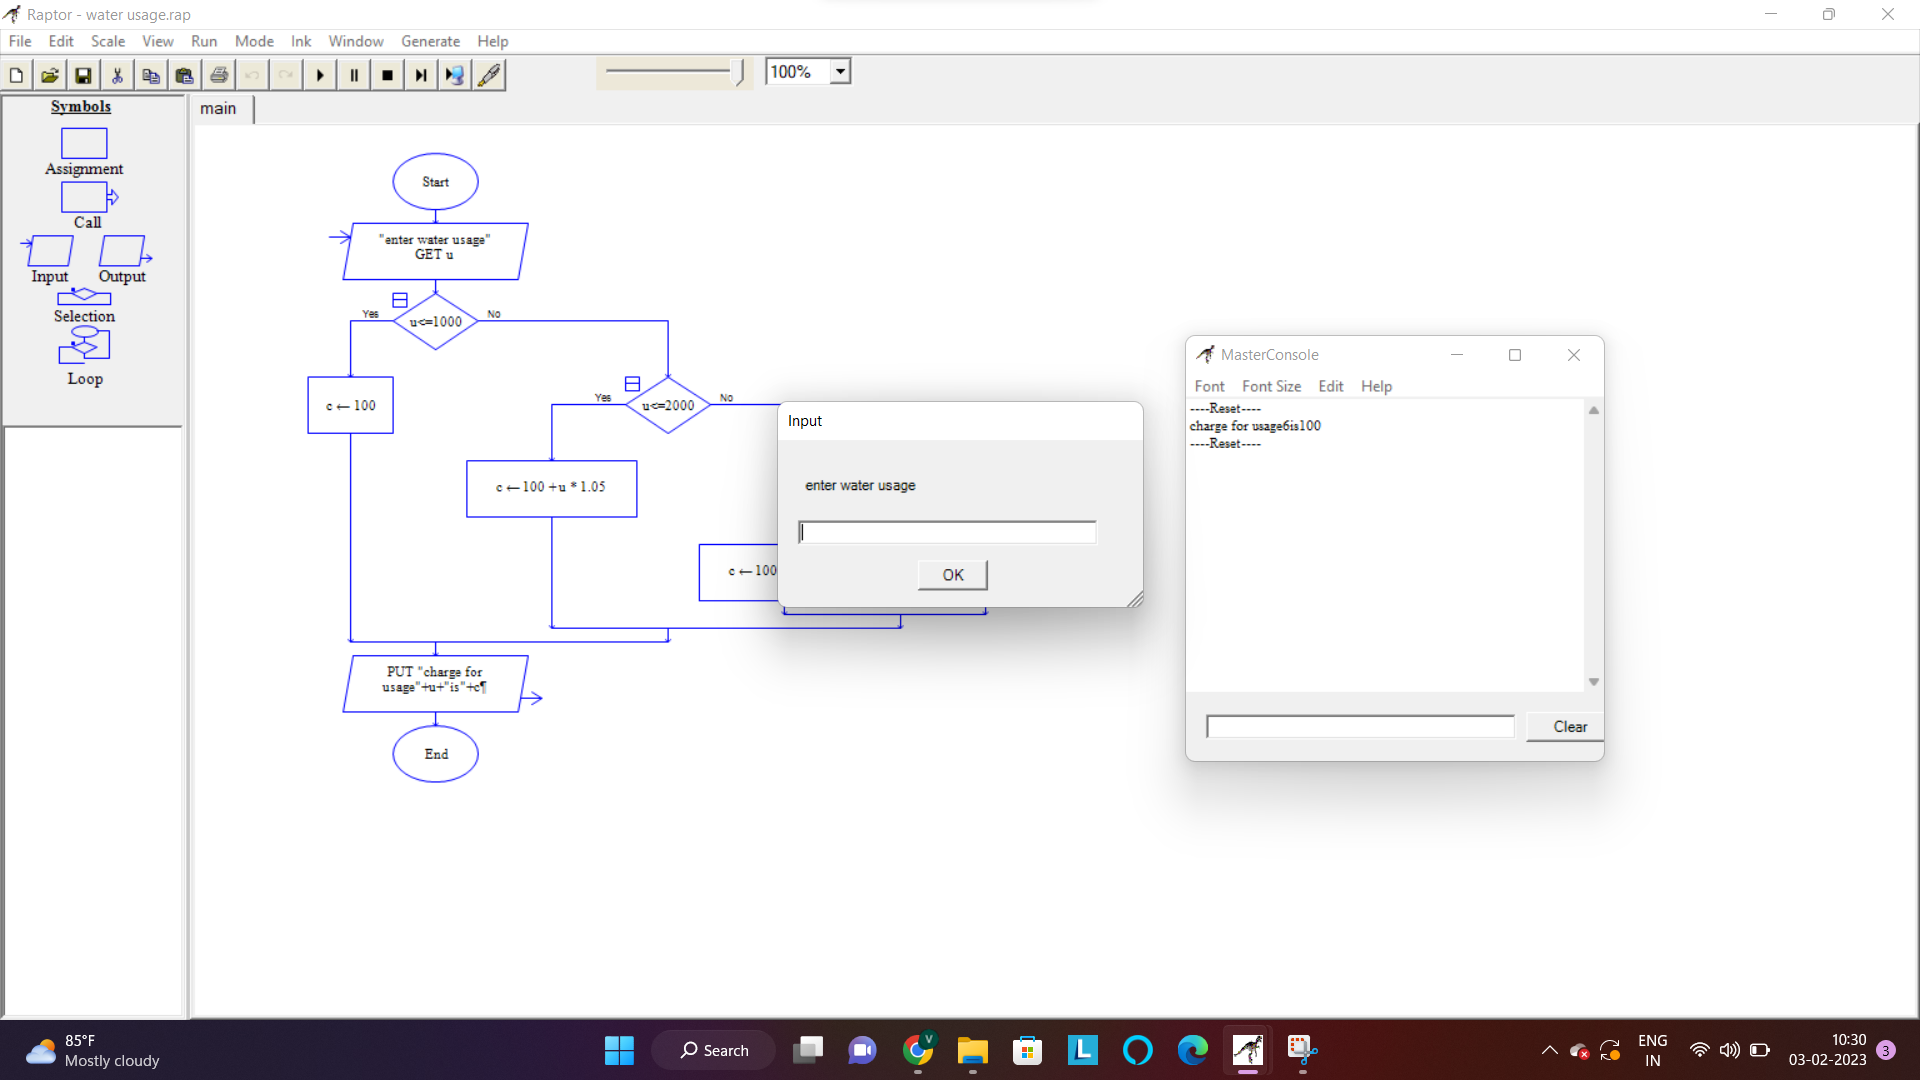 Raptor - water usage.rap
File Edit Scale View Run Mode Ink Window Generate Help
100%
Symbols
Assignment
Call
Input Output
Selection
Loop
main
Start
"enter water usage"
GET u
Yes u<=1000 No
c ← 100
Yes u<=2000 No
c ← 100 +u * 1.05
c ← 100
PUT "charge for
usage"+u+"is"+c¶
End
Input
enter water usage
OK
MasterConsole
Font Font Size Edit Help
----Reset----
charge for usage6is100
----Reset----
Clear
85°F
Mostly cloudy
Search
V
L
ENG
IN
10:30
03-02-2023
3